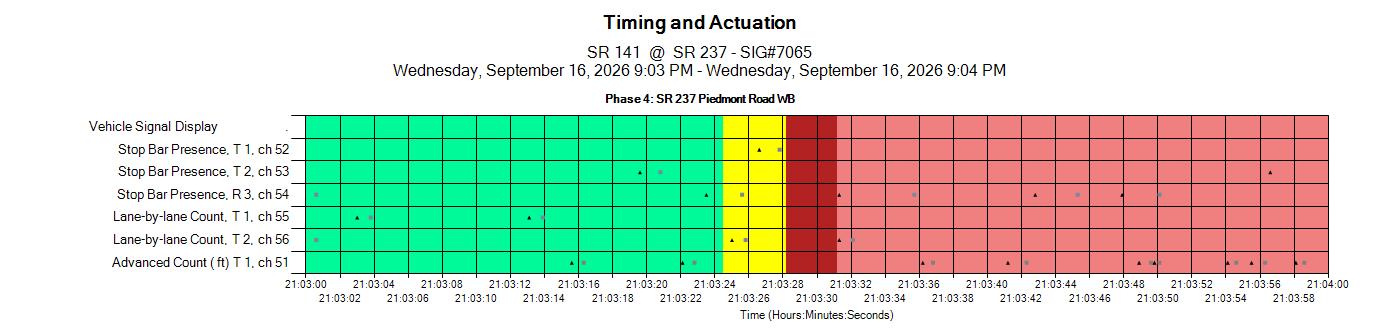 Timing and Actuation
SR 141 @ SR 237 - SIG#7065
Wednesday, September 16, 2026 9:03 PM - Wednesday, September 16, 2026 9:04 PM
Phase 4: SR 237 Piedmont Road WB
Vehicle Signal Display .
Stop Bar Presence, T 1, ch 52
Stop Bar Presence, T 2, ch 53
Stop Bar Presence, R 3, ch 54
Lane-by-lane Count, T 1, ch 55
Lane-by-lane Count, T 2, ch 56
Advanced Count ( ft) T 1, ch 51
21:03:00 21:03:04 21:03:08 21:03:12 21:03:16 21:03:20 21:03:24 21:03:28 21:03:32 21:03:36 21:03:40 21:03:44 21:03:48 21:03:52 21:03:56 21:04:00
21:03:02 21:03:06 21:03:10 21:03:14 21:03:18 21:03:22 21:03:26 21:03:30 21:03:34 21:03:38 21:03:42 21:03:46 21:03:50 21:03:54 21:03:58
Time (Hours:Minutes:Seconds)